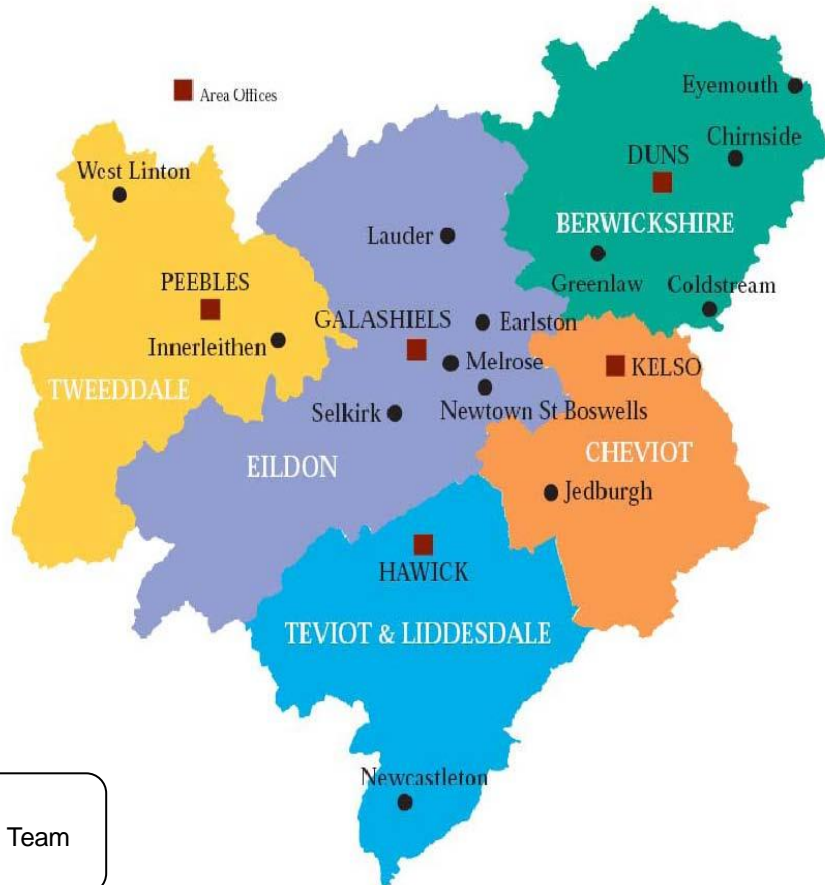 Area Offices
Eyemouth
Chirnside
DUNS
West Linton
BERWICKSHIRE
Lauder
Greenlaw
Coldstream
PEEBLES
GALASHIELS
Earlston
Innerleithen
Melrose
KELSO
TWEEDDALE
Newtown St Boswells
Selkirk
CHEVIOT
EILDON
Jedburgh
HAWICK
TEVIOT & LIDDESDALE
Newcastleton
Team